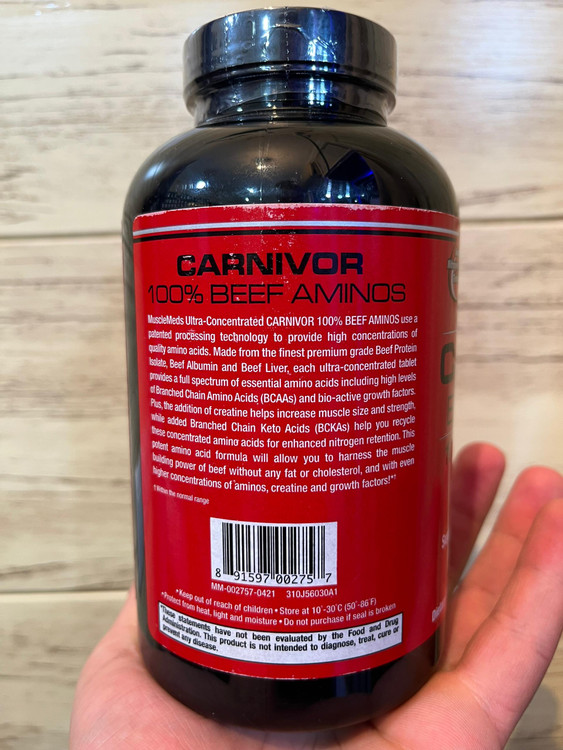 CARNIVOR
100% BEEF AMINOS
MuscleMeds Ultra-Concentrated CARNIVOR 100% BEEF AMINOS use a
patented processing technology to provide high concentrations of
quality amino acids. Made from the finest premium grade Beef Protein
Isolate, Beef Albumin and Beef Liver, each ultra-concentrated tablet
provides a full spectrum of essential amino acids including high levels
of Branched Chain Amino Acids (BCAAs) and bio-active growth factors.
Plus, the addition of creatine helps increase muscle size and strength,
while added Branched Chain Keto Acids (BCKAs) help you recycle
these concentrated amino acids for enhanced nitrogen retention. This
potent amino acid formula will allow you to harness the muscle
building power of beef without any fat or cholesterol, and with even
higher concentrations of aminos, creatine and growth factors!*†
† Within the normal range
8 91597 00275 7
MM-002757-0421 310J56030A1
•Keep out of reach of children • Store at 10°-30°C (50°-86°F)
•Protect from heat, light and moisture • Do not purchase if seal is broken
*These statements have not been evaluated by the Food and Drug
Administration. This product is not intended to diagnose, treat, cure or
prevent any disease.